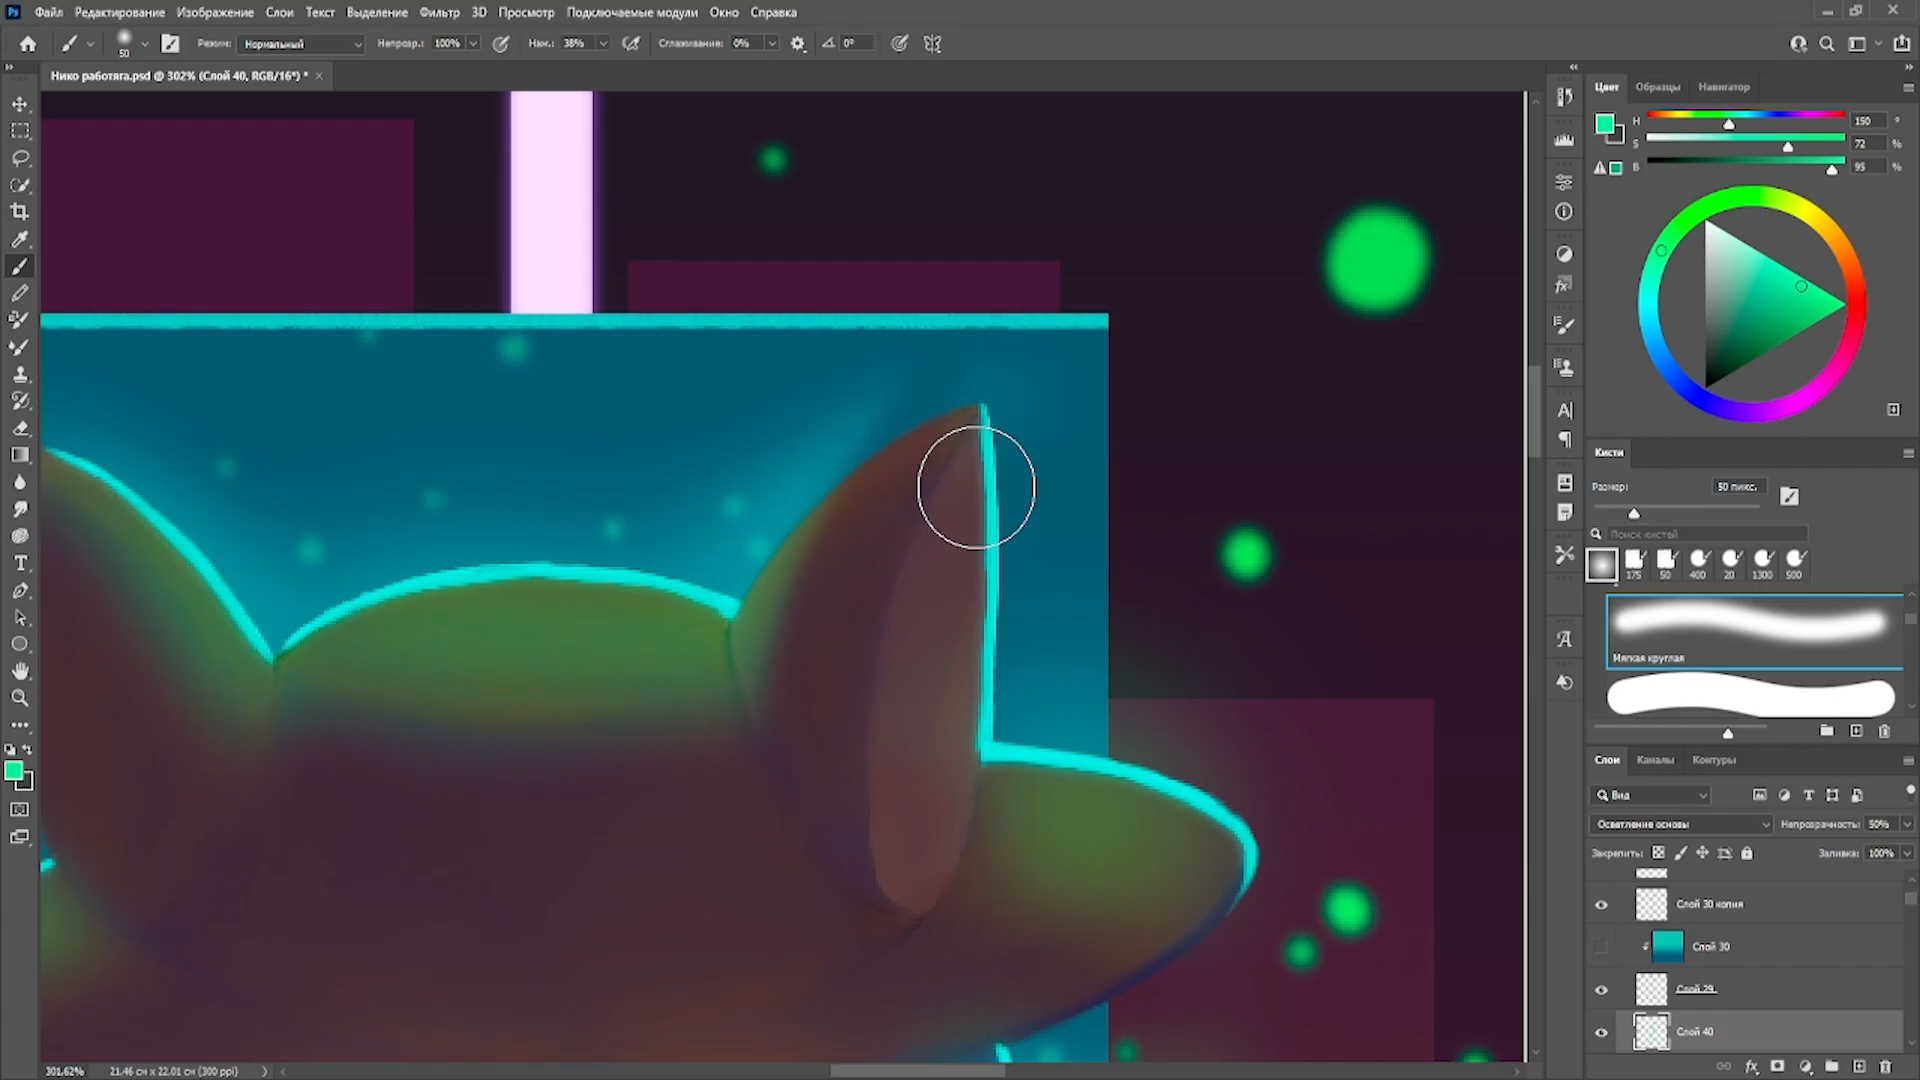 Ps Файл Редактирование Изображение Слои Текст Выделение Фильтр 3D Просмотр Подключаемые модули Окно Справка
50 Режим: Нормальный Непрозр.: 100% Наж.: 38% Сглаживание: 0% 0°
Нико работяга.psd @ 302% (Слой 40, RGB/16*) * ×
Цвет Образцы Навигатор
H 150 °
S 72 %
B 95 %
Кисти
Размер: 50 пикс.
Поиск кистей
175 50 400 20 1300 500
Мягкая круглая
Слои Каналы Контуры
Вид
Осветление основы Непрозрачность: 50%
Закрепить: Заливка: 100%
Слой 30 копия
Слой 30
Слой 29
Слой 40
301,62% 21,46 см x 22,01 см (300 ppi)